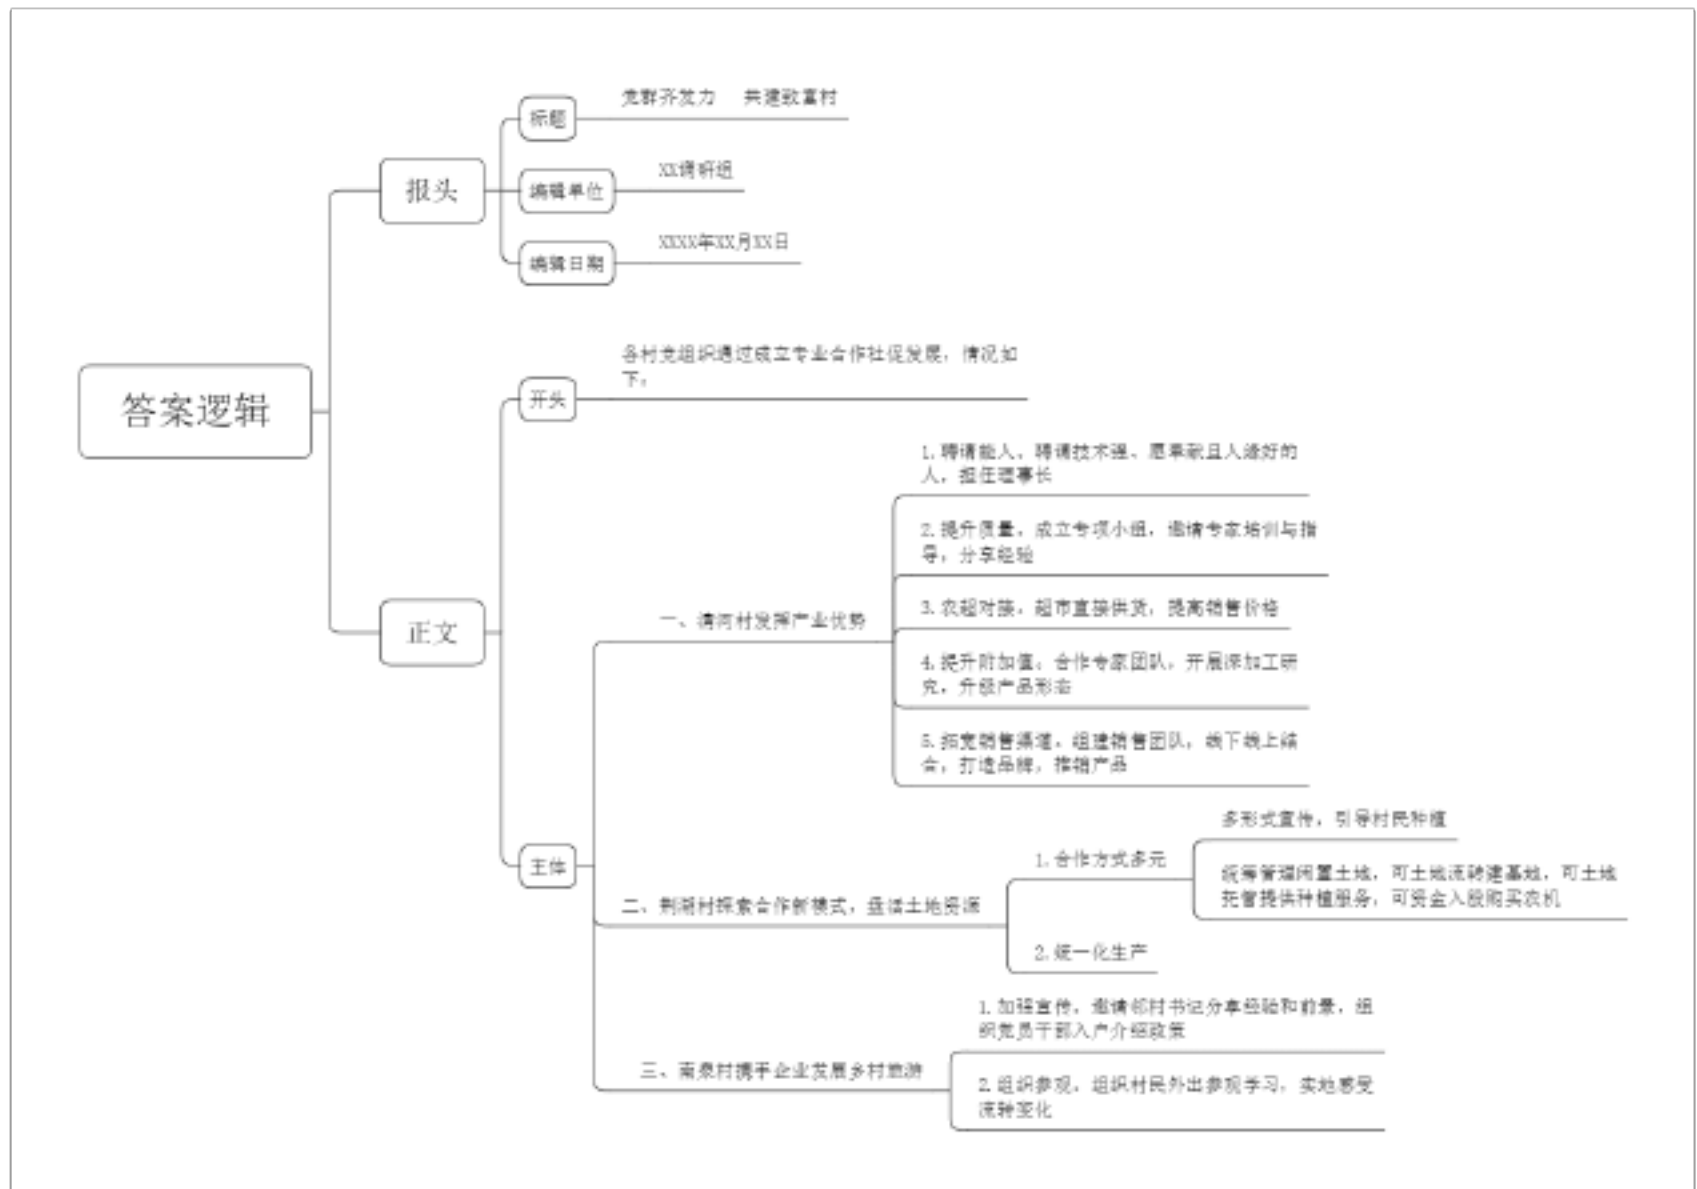 答案逻辑
报头
标题
党群齐发力 共建致富村
编辑单位
XX调研组
编辑日期
XXXX年XX月XX日
正文
开头
各村党组织通过成立专业合作社促发展，情况如
下：
主体
一、清河村发挥产业优势
1.聘请能人。聘请技术强、愿奉献且人缘好的
人，担任理事长
2.提升质量。成立专项小组，邀请专家培训与指
导，分享经验
3.农超对接。超市直接供货，提高销售价格
4.提升附加值。合作专家团队，开展深加工研
究，升级产品形态
5.拓宽销售渠道。组建销售团队，线下线上结
合，打造品牌，推销产品
二、荆湖村探索合作新模式，盘活土地资源
1.合作方式多元
多形式宣传，引导村民种植
统筹管理闲置土地，可土地流转建基地，可土地
托管提供种植服务，可资金入股购买农机
2.统一化生产
三、南泉村携手企业发展乡村旅游
1.加强宣传。邀请邻村书记分享经验和前景，组
织党员干部入户介绍政策
2.组织参观。组织村民外出参观学习，实地感受
流转变化